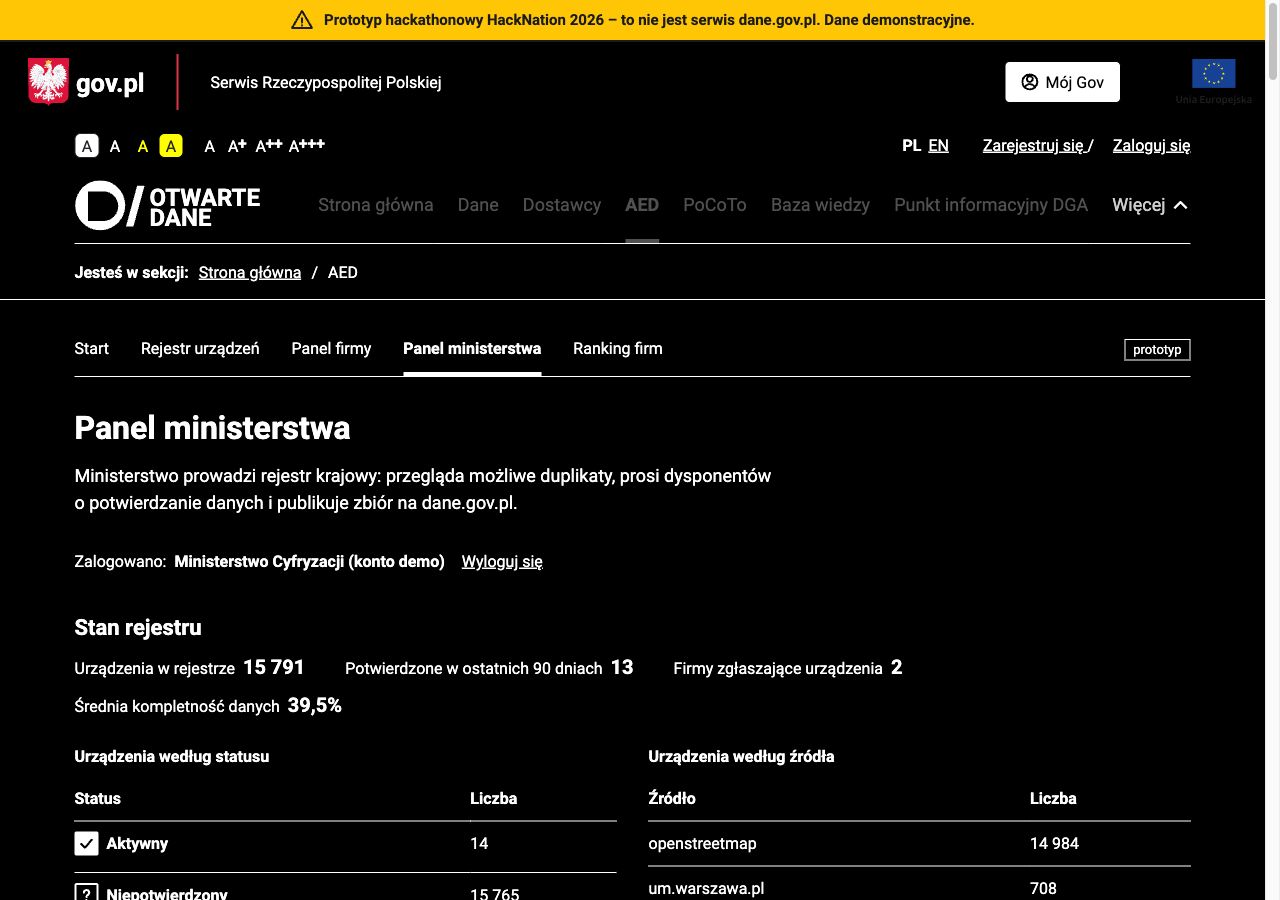 Prototyp hackathonowy HackNation 2026 – to nie jest serwis dane.gov.pl. Dane demonstracyjne.
gov.pl Serwis Rzeczypospolitej Polskiej Mój Gov
Unia Europejska
A A A A A A+ A++ A+++ PL EN Zarejestruj się / Zaloguj się
OTWARTE DANE
Strona główna Dane Dostawcy AED PoCoTo Baza wiedzy Punkt informacyjny DGA Więcej
Jesteś w sekcji: Strona główna / AED
Start Rejestr urządzeń Panel firmy Panel ministerstwa Ranking firm prototyp
Panel ministerstwa
Ministerstwo prowadzi rejestr krajowy: przegląda możliwe duplikaty, prosi dysponentów
o potwierdzanie danych i publikuje zbiór na dane.gov.pl.
Zalogowano: Ministerstwo Cyfryzacji (konto demo) Wyloguj się
Stan rejestru
Urządzenia w rejestrze 15 791 Potwierdzone w ostatnich 90 dniach 13 Firmy zgłaszające urządzenia 2
Średnia kompletność danych 39,5%
Urządzenia według statusu
Status Liczba
Aktywny 14
Niepotwierdzony 15 765
Urządzenia według źródła
Źródło Liczba
openstreetmap 14 984
um.warszawa.pl 708